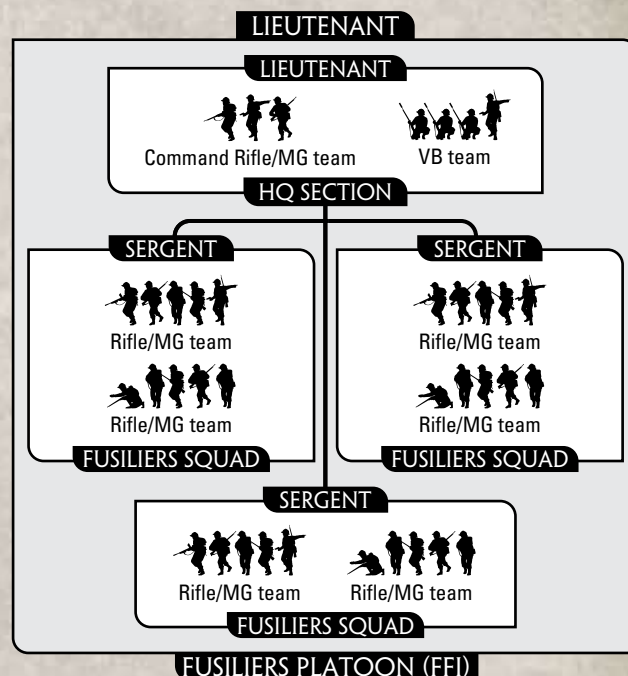 LIEUTENANT
LIEUTENANT
Command Rifle/MG team
VB team
HQ SECTION
SERGENT
Rifle/MG team
Rifle/MG team
FUSILIERS SQUAD
SERGENT
Rifle/MG team
Rifle/MG team
FUSILIERS SQUAD
SERGENT
Rifle/MG team
Rifle/MG team
FUSILIERS SQUAD
FUSILIERS PLATOON (FFI)